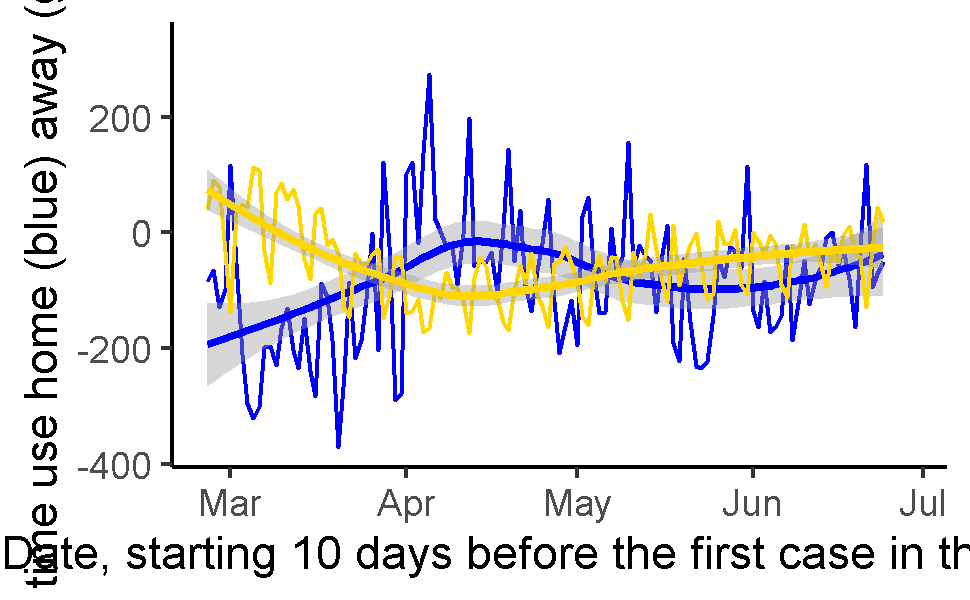 time use home (blue) away (
200
0
-200
-400
Mar Apr May Jun Jul
Date, starting 10 days before the first case in th